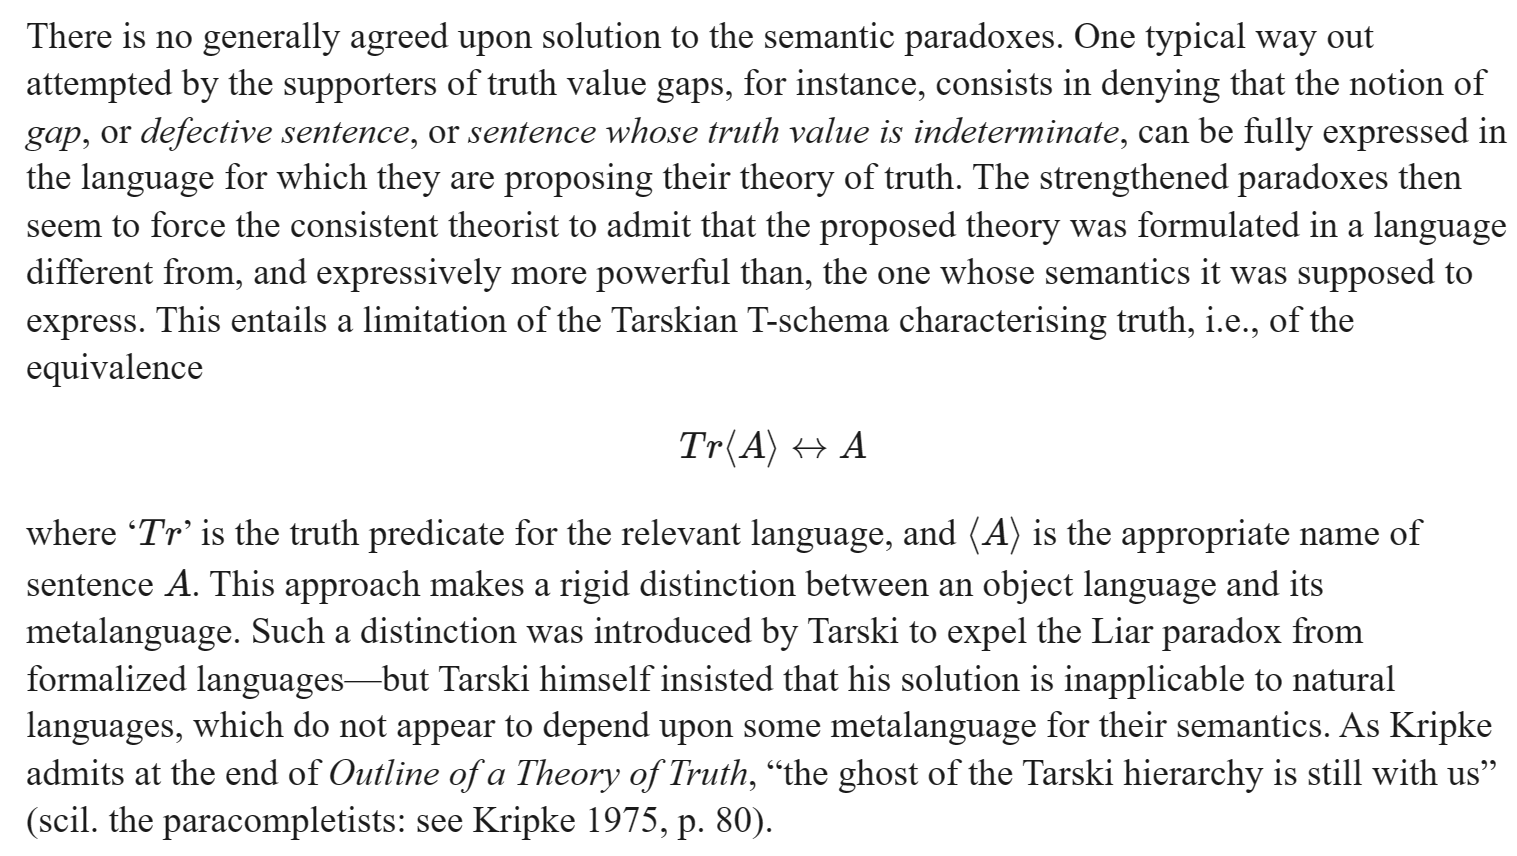 There is no generally agreed upon solution to the semantic paradoxes. One typical way out
attempted by the supporters of truth value gaps, for instance, consists in denying that the notion of
gap, or defective sentence, or sentence whose truth value is indeterminate, can be fully expressed in
the language for which they are proposing their theory of truth. The strengthened paradoxes then
seem to force the consistent theorist to admit that the proposed theory was formulated in a language
different from, and expressively more powerful than, the one whose semantics it was supposed to
express. This entails a limitation of the Tarskian T-schema characterising truth, i.e., of the
equivalence
Tr⟨A⟩ ↔ A
where ‘Tr’ is the truth predicate for the relevant language, and ⟨A⟩ is the appropriate name of
sentence A. This approach makes a rigid distinction between an object language and its
metalanguage. Such a distinction was introduced by Tarski to expel the Liar paradox from
formalized languages—but Tarski himself insisted that his solution is inapplicable to natural
languages, which do not appear to depend upon some metalanguage for their semantics. As Kripke
admits at the end of Outline of a Theory of Truth, “the ghost of the Tarski hierarchy is still with us”
(scil. the paracompletists: see Kripke 1975, p. 80).